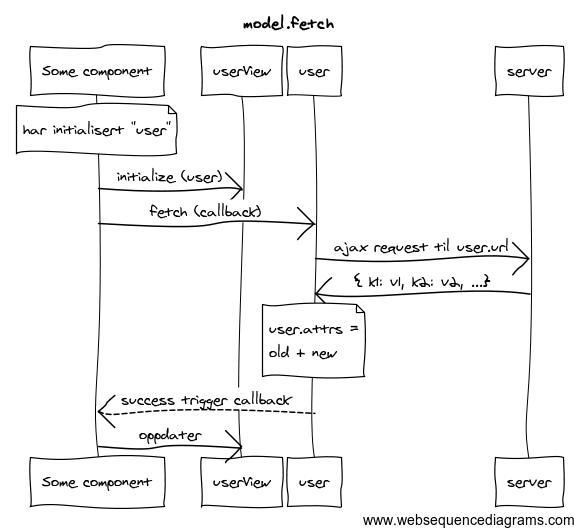 model.fetch
Some component userView user server
har initialisert "user"
initialize (user)
fetch (callback)
ajax request til user.url
{ k1: v1, k2: v2, ...}
user.attrs =
old + new
success trigger callback
oppdater
Some component userView user server
www.websequencediagrams.com